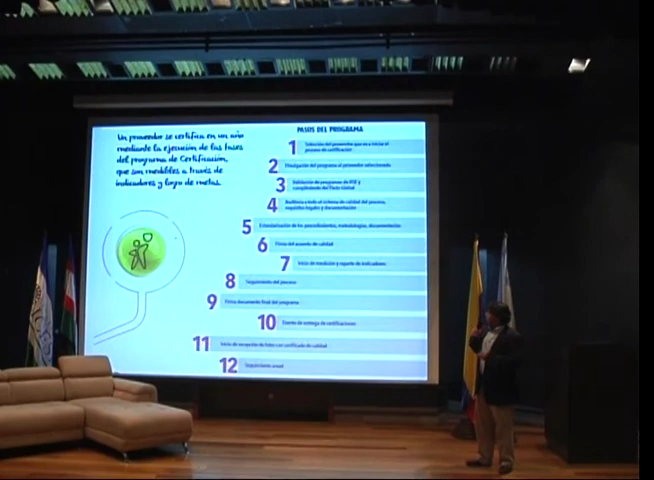 Un proveedor se certifica en un año
mediante la ejecución de las fases
del programa de Certificación,
que son medibles a través de
indicadores y logro de metas.
PASOS DEL PROGRAMA
1 Selección del proveedor que va a iniciar el
proceso de certificación
2 Divulgación del programa al proveedor seleccionado
3 Validación de programas de RSE y
cumplimiento del Pacto Global
4 Auditoría a todo el sistema de calidad del proceso,
requisitos legales y documentación
5 Estandarización de los procedimientos, metodologías, documentación
6 Firma del acuerdo de calidad
7 Inicio de medición y reporte de indicadores
8 Seguimiento del proceso
9 Firma documento final del programa
10 Evento de entrega de certificaciones
11 Inicio de recepción de lotes con certificado de calidad
12 Seguimiento anual